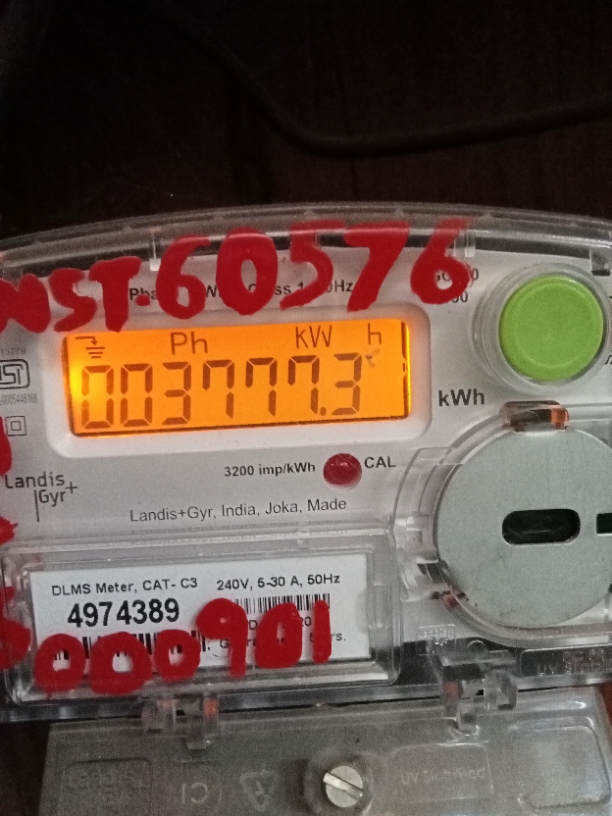 NST.60576
Ph KW h
003777.3
kWh
3200 imp/kWh CAL
Landis
Gyr+
Landis+Gyr, India, Joka, Made
DLMS Meter, CAT- C3 240V, 5-30 A, 50Hz
4974389
000901